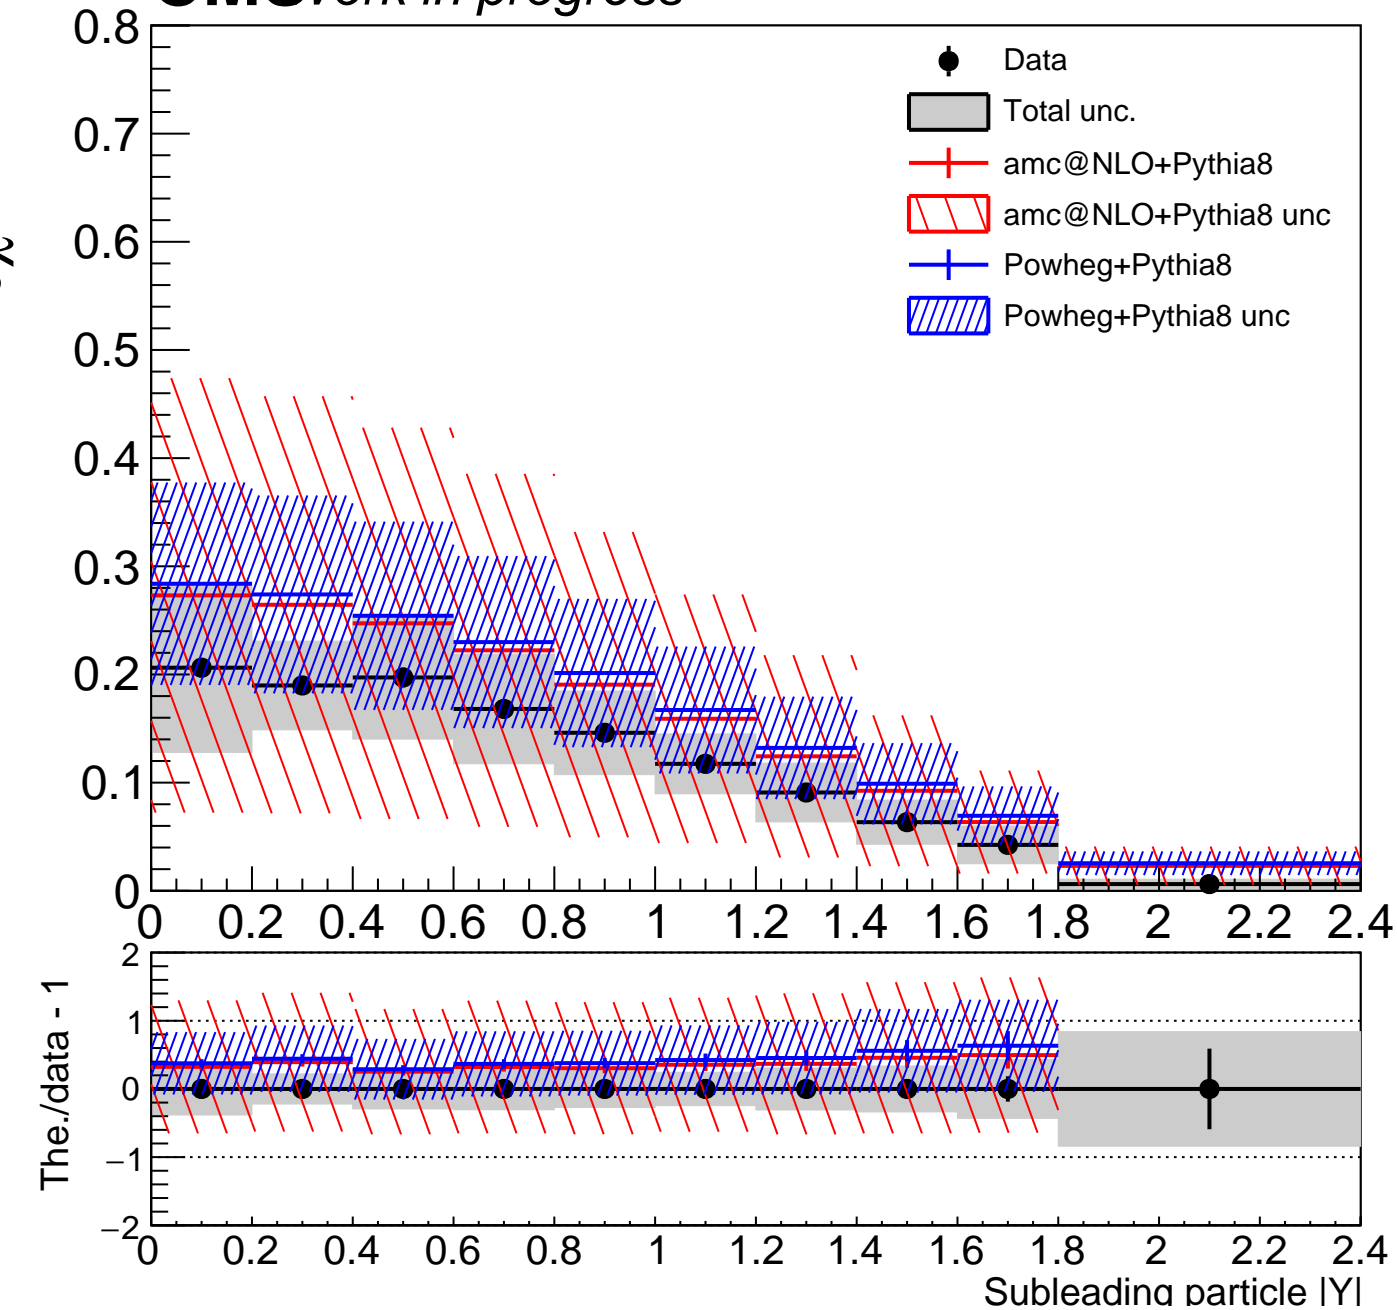 in progress
0.8
0.7
0.6
0.5
0.4
0.3
0.2
0.1
0
Data
Total unc.
amc@NLO+Pythia8
amc@NLO+Pythia8 unc
Powheg+Pythia8
Powheg+Pythia8 unc
0 0.2 0.4 0.6 0.8 1 1.2 1.4 1.6 1.8 2 2.2 2.4
The./data - 1
2
1
0
−1
−2
0 0.2 0.4 0.6 0.8 1 1.2 1.4 1.6 1.8 2 2.2 2.4
Subleading particle |Y|